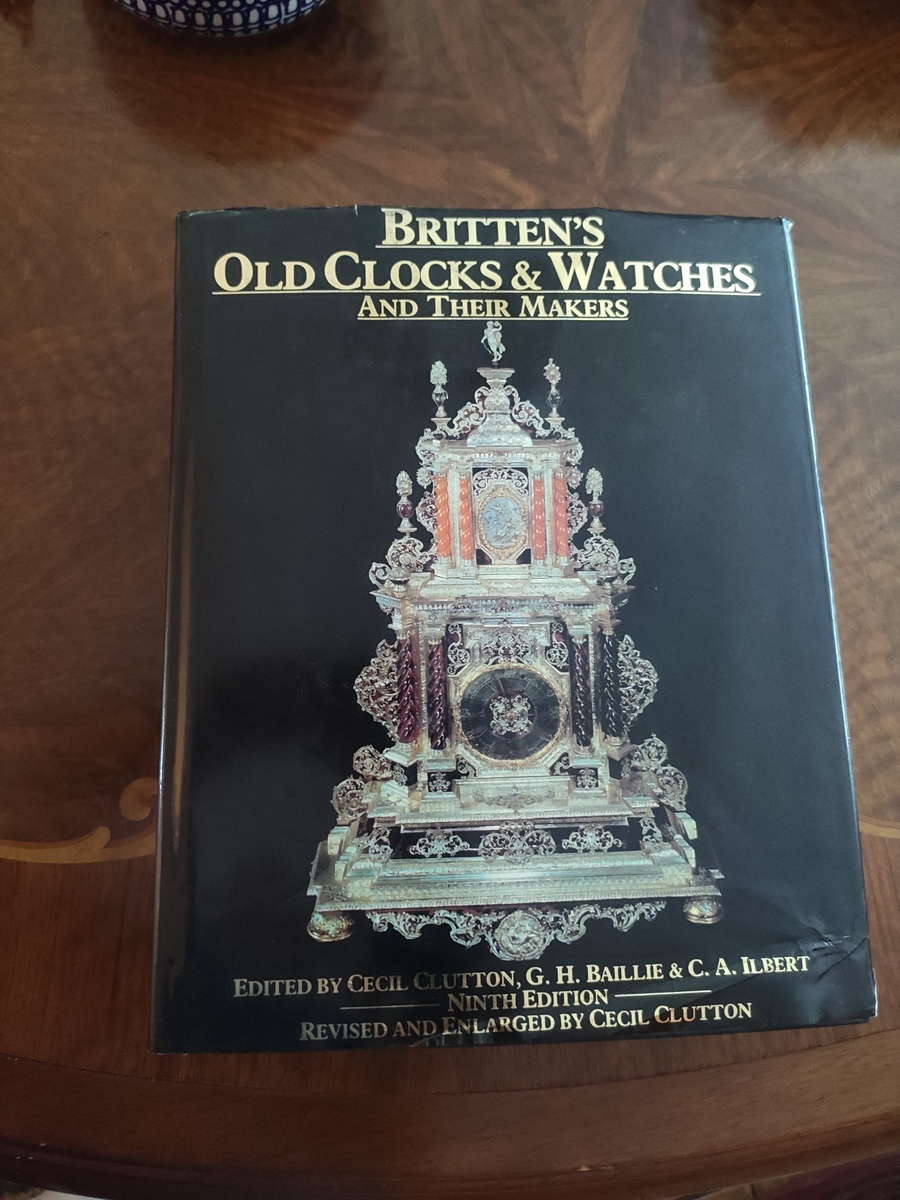 BRITTEN'S
OLD CLOCKS & WATCHES
AND THEIR MAKERS
EDITED BY CECIL CLUTTON, G. H. BAILLIE & C. A. ILBERT
NINTH EDITION
REVISED AND ENLARGED BY CECIL CLUTTON